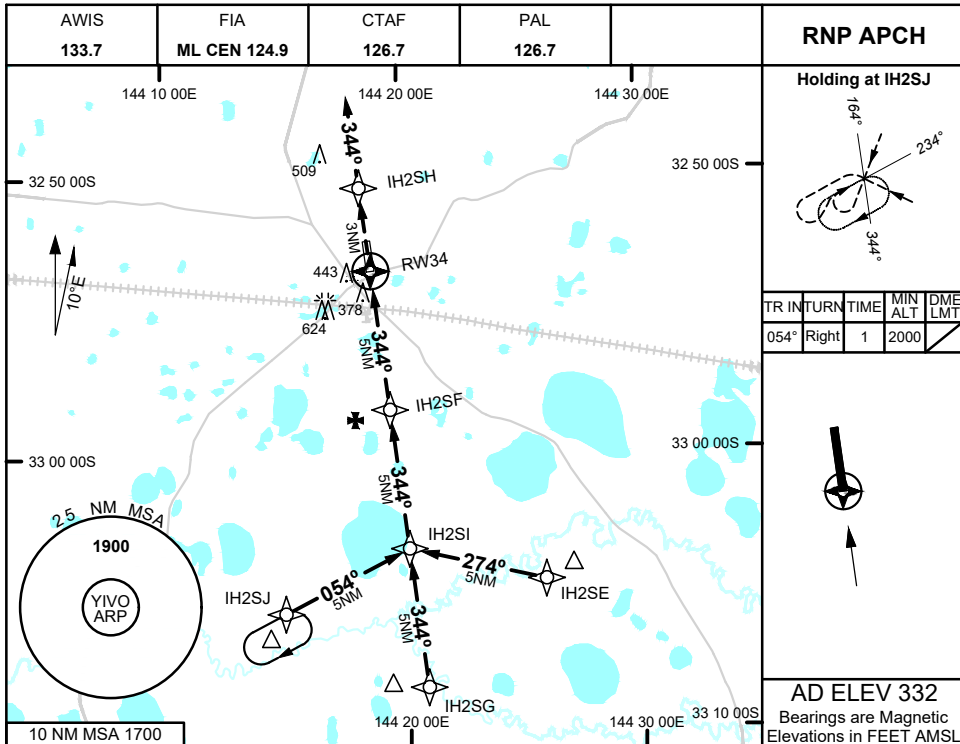 AWIS
133.7
FIA
ML CEN 124.9
CTAF
126.7
PAL
126.7
RNP APCH
144 10 00E
144 20 00E
144 30 00E
Holding at IH2SJ
164°
234°
344°
TR IN TURN TIME MIN ALT DME LMT
054° Right 1 2000
344°
509
IH2SH
32 50 00S
32 50 00S
3NM
10°E
443
RW34
378
624
344°
5NM
IH2SF
33 00 00S
33 00 00S
344°
5NM
25 NM MSA
1900
YIVO
ARP
IH2SI
274°
5NM
IH2SE
054°
5NM
IH2SJ
344°
5NM
IH2SG
10 NM MSA 1700
144 20 00E
144 30 00E
33 10 00S
AD ELEV 332
Bearings are Magnetic
Elevations in FEET AMSL